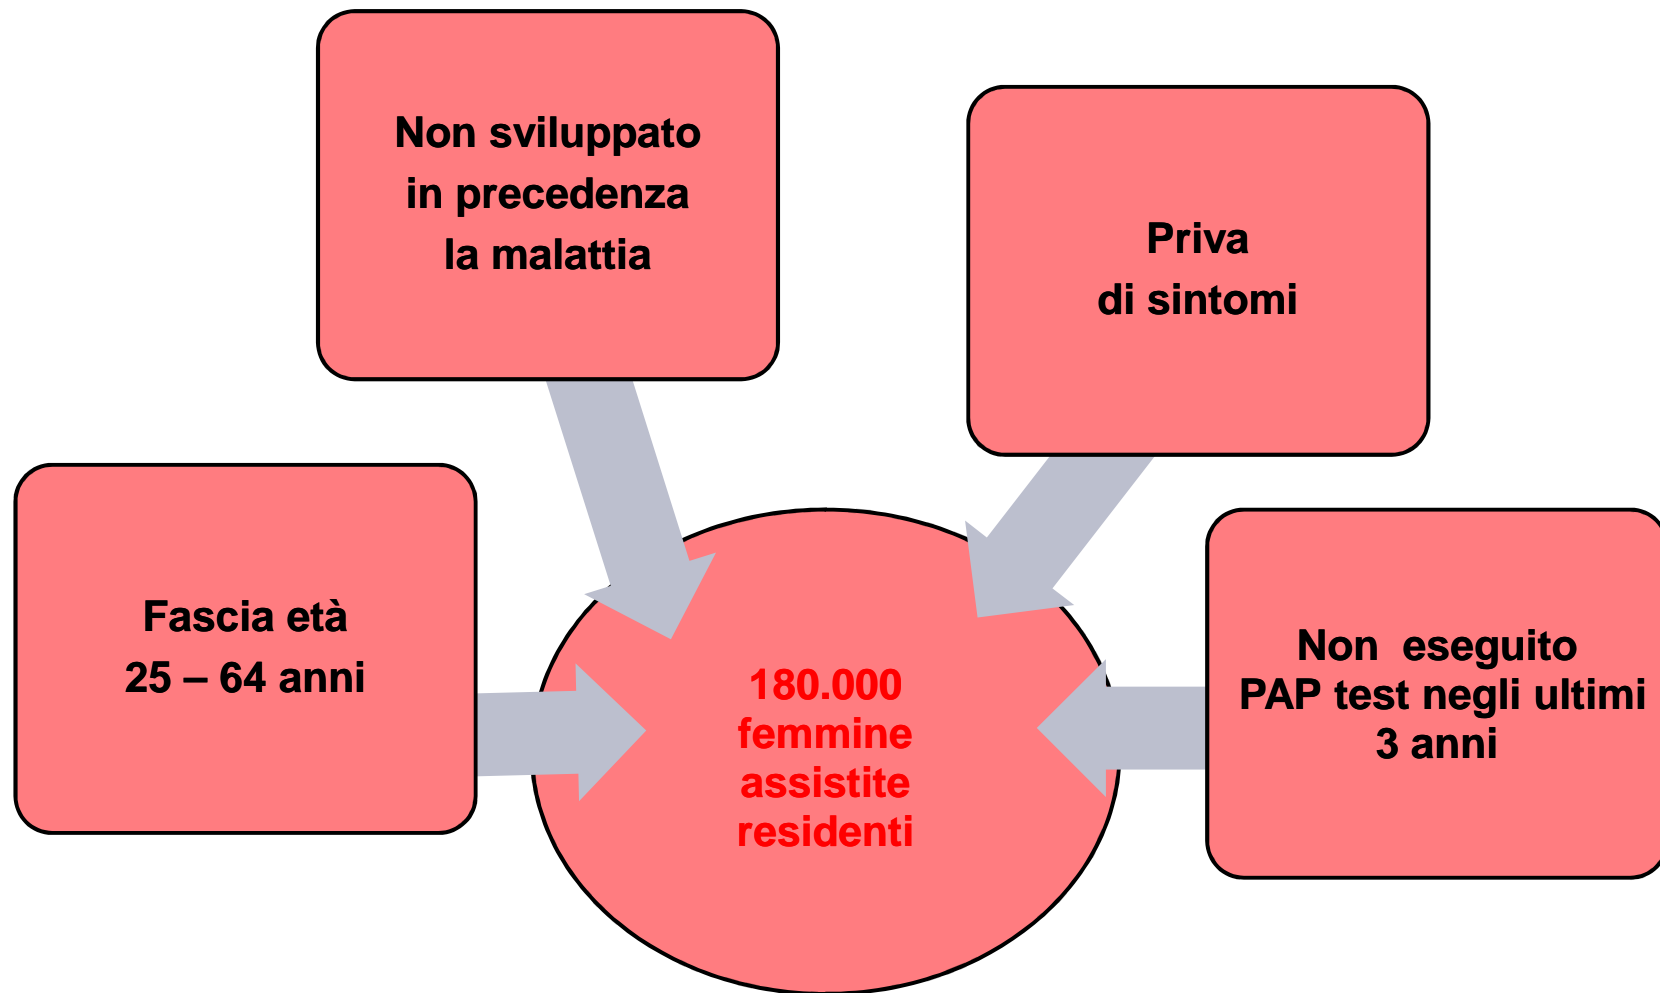 Non sviluppato
in precedenza
la malattia
Priva
di sintomi
Fascia età
25 – 64 anni
Non eseguito
PAP test negli ultimi
3 anni
180.000
femmine
assistite
residenti